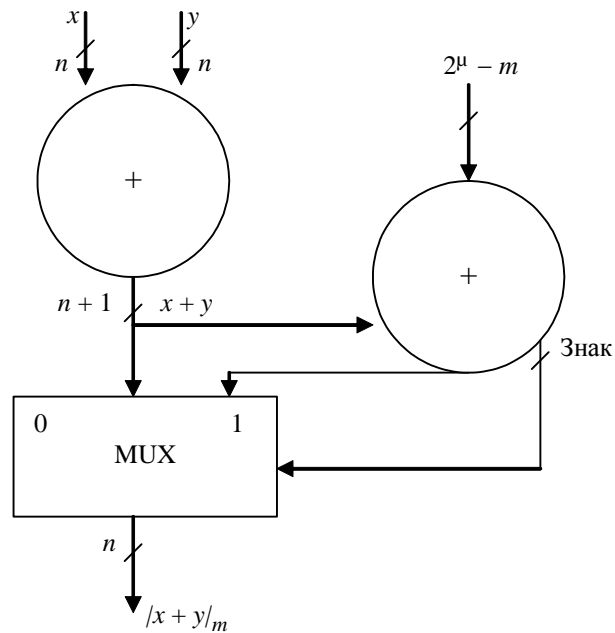 x y
n n
2^μ – m
+
+
n + 1 x + y
Знак
0 1
MUX
n
|x + y|_m